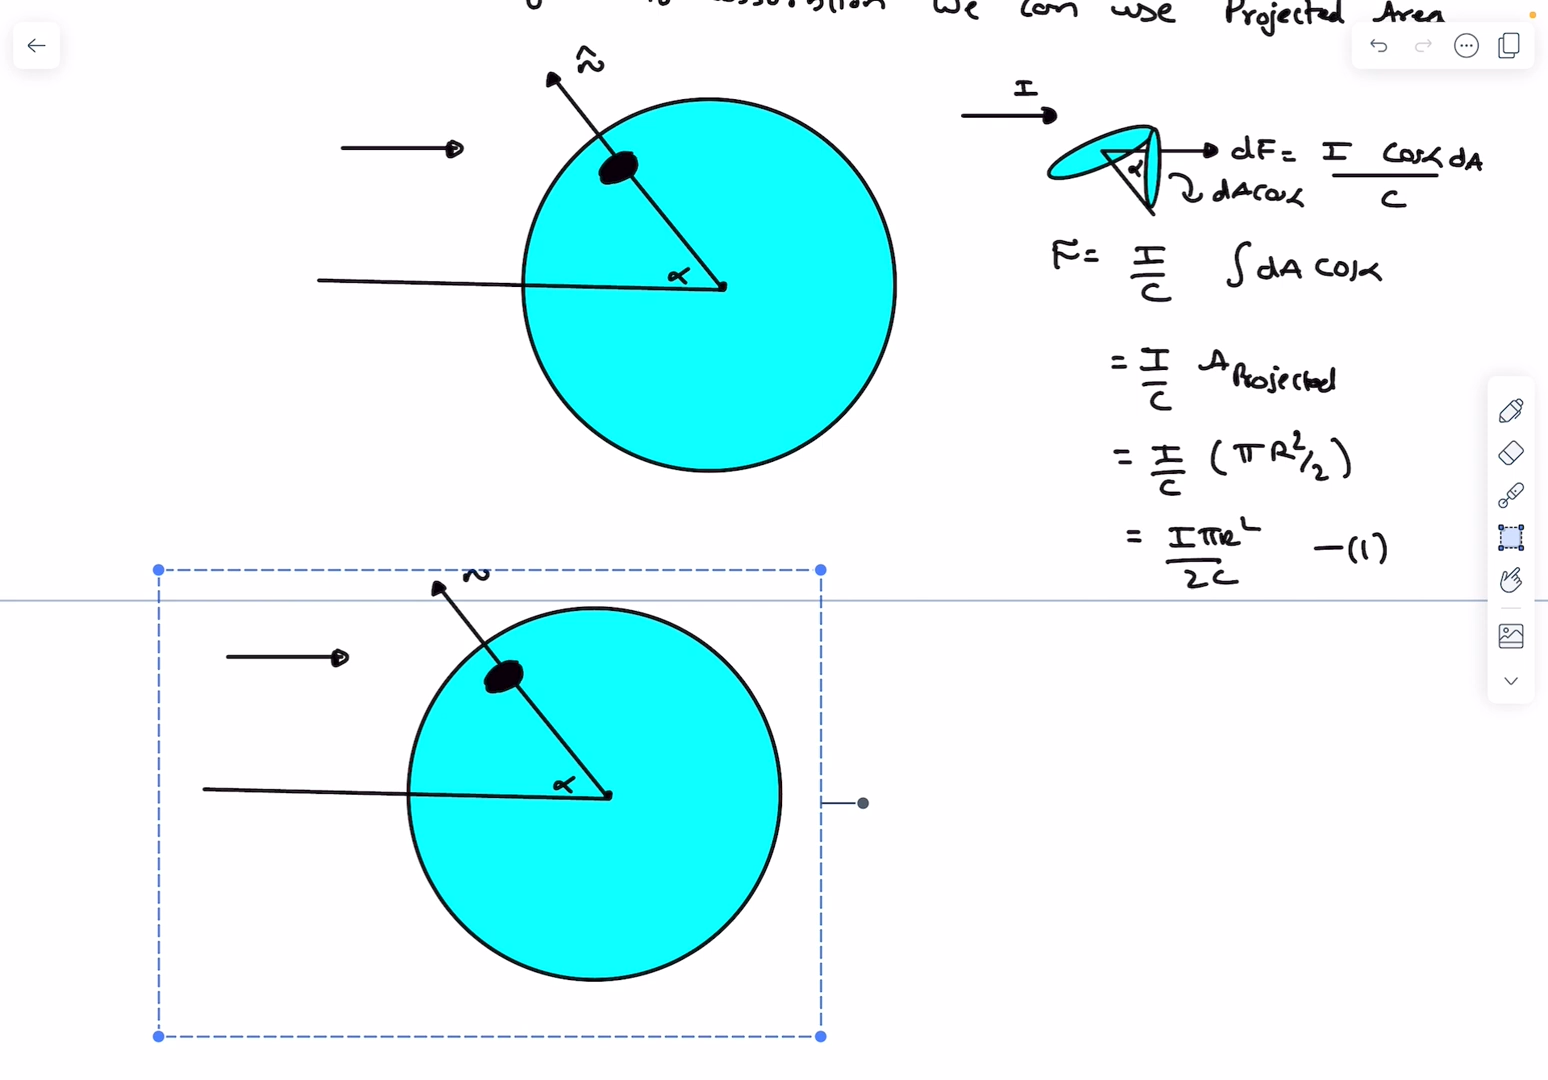 we can use Projected Area
n̂
I
α
α dF = I cosα dA / C
dA cosα
F = I/C ∫ dA cosα
= I/C A Projected
= I/C (πR²/2)
= IπR²/2C —(1)
α